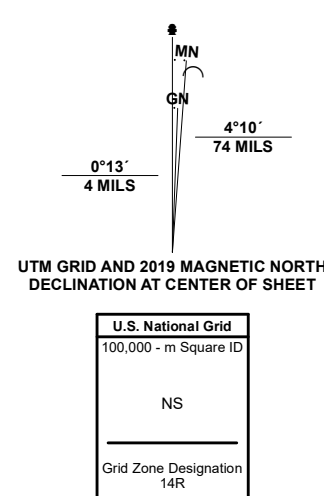 MN
GN
4°10´
74 MILS
0°13´
4 MILS
UTM GRID AND 2019 MAGNETIC NORTH
DECLINATION AT CENTER OF SHEET
U.S. National Grid
100,000 - m Square ID
NS
Grid Zone Designation
14R